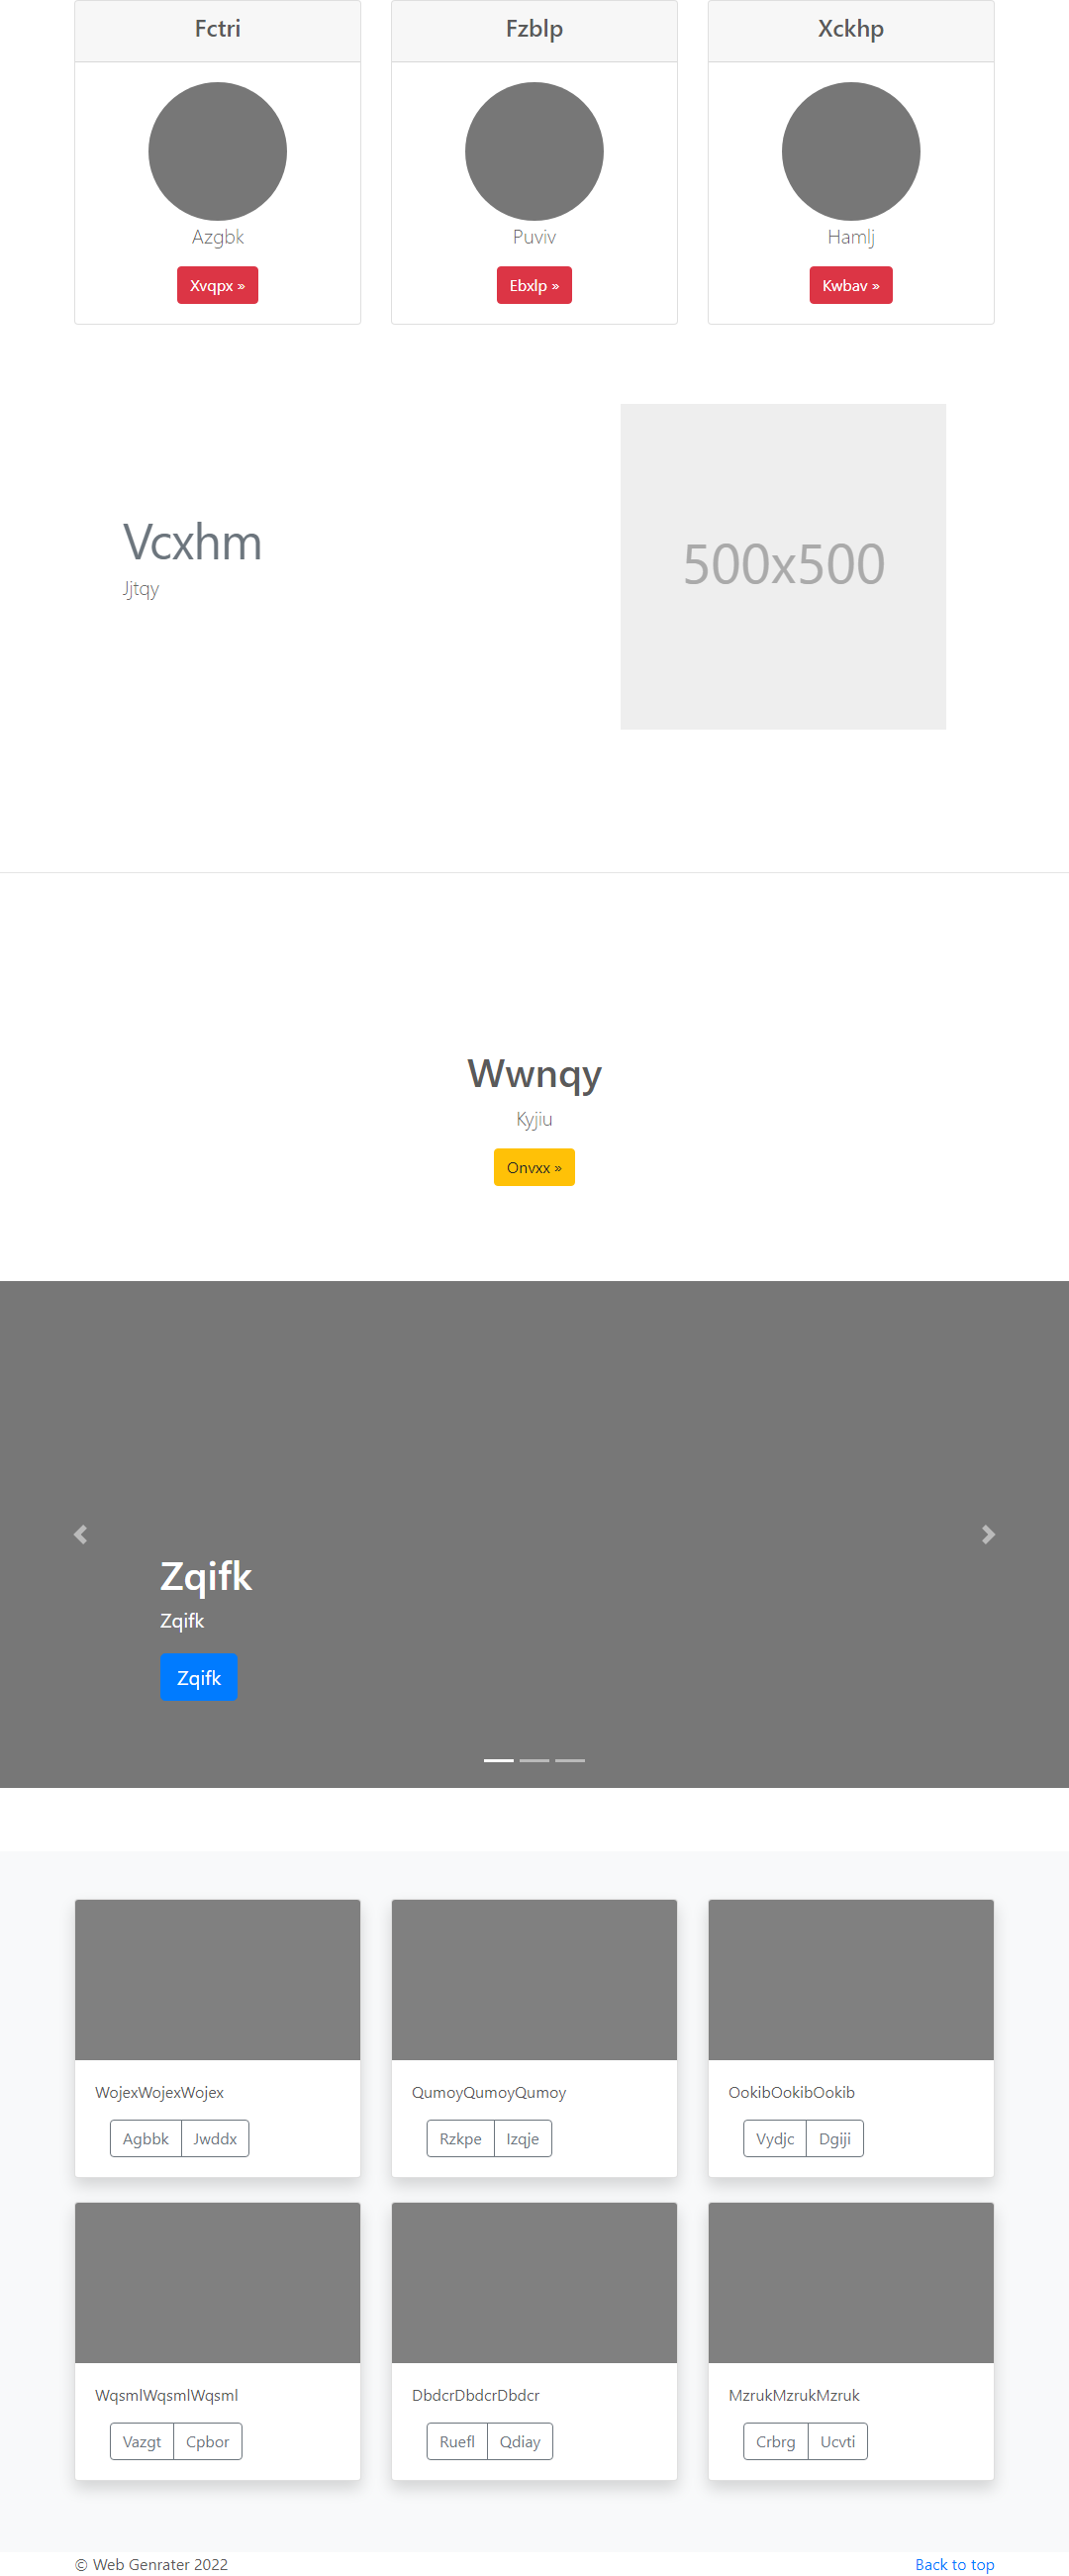 Fctri
Fzblp
Xckhp
Azgbk
Puviv
Hamlj
Xvqpx »
Ebxlp »
Kwbav »
Vcxhm
Jjtqy
500x500
Wwnqy
Kyjiu
Onvxx »
Zqifk
Zqifk
Zqifk
WojexWojexWojex
QumoyQumoyQumoy
OokibOokibOokib
Agbbk Jwddx
Rzkpe Izqje
Vydjc Dgiji
WqsmlWqsmlWqsml
DbdcrDbdcrDbdcr
MzrukMzrukMzruk
Vazgt Cpbor
Ruefl Qdiay
Crbrg Ucvti
© Web Genrater 2022
Back to top